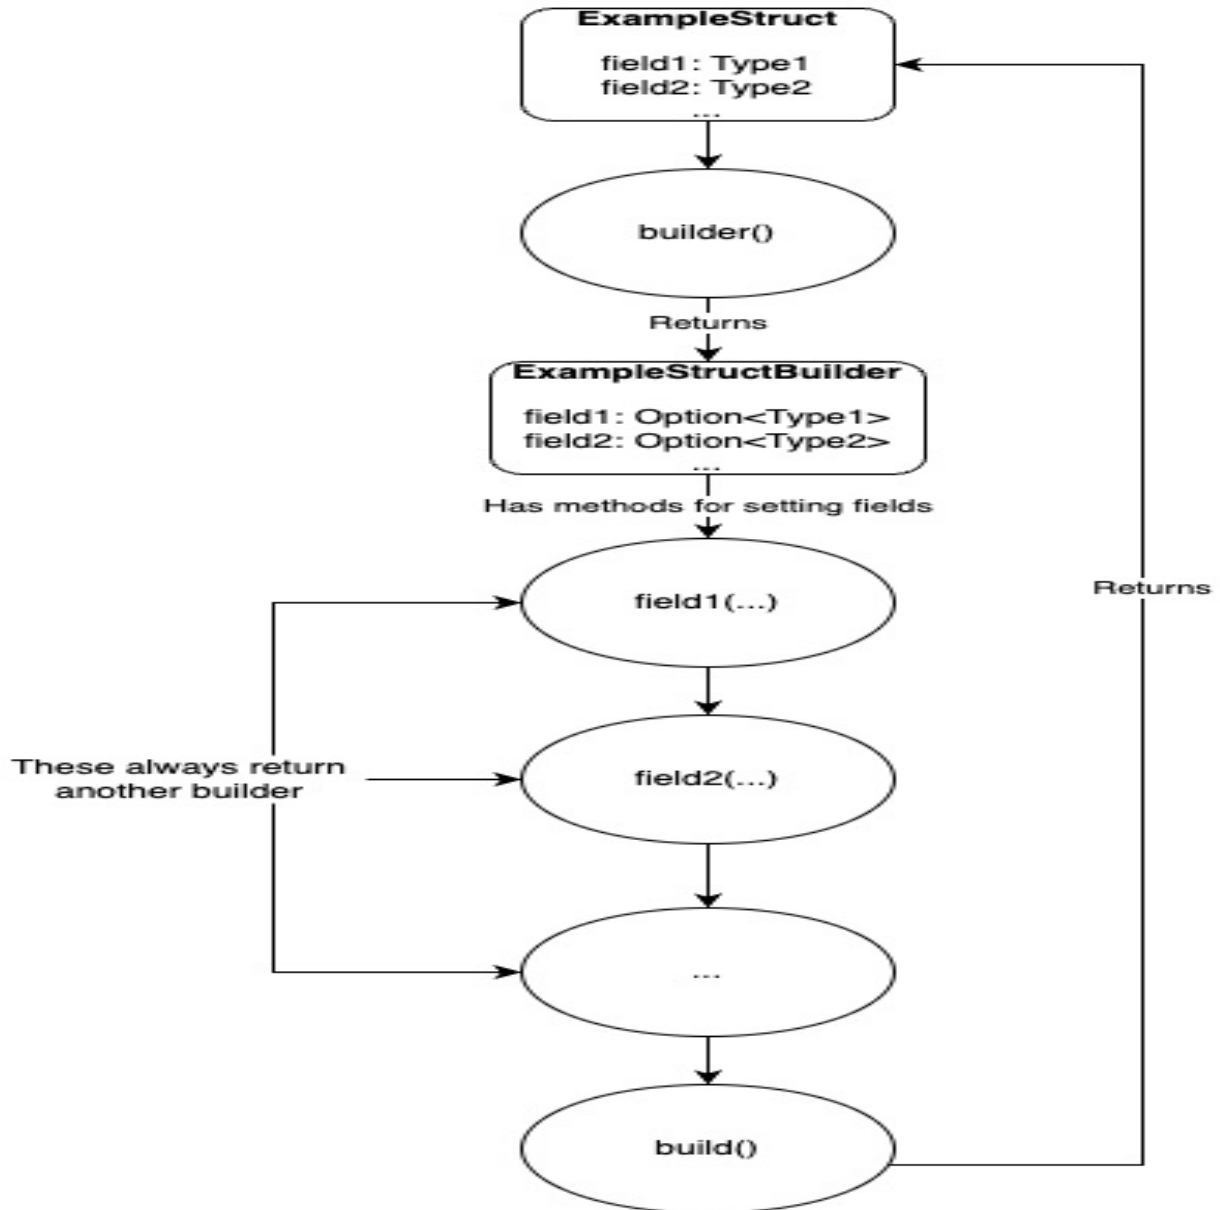 ExampleStruct
field1: Type1
field2: Type2
...
builder()
Returns
ExampleStructBuilder
field1: Option<Type1>
field2: Option<Type2>
...
Has methods for setting fields
field1(...)
Returns
These always return
another builder
field2(...)
...
build()